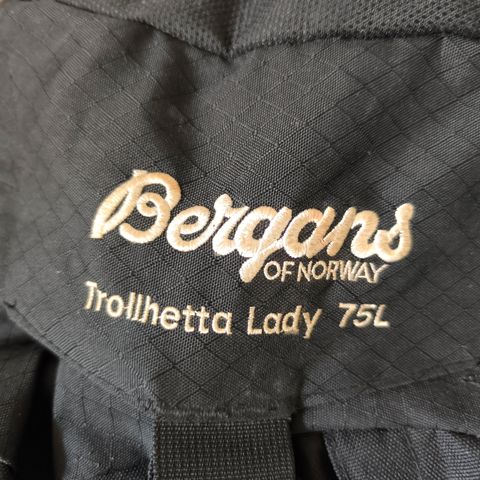 Bergans
OF NORWAY
Trollhetta Lady 75L